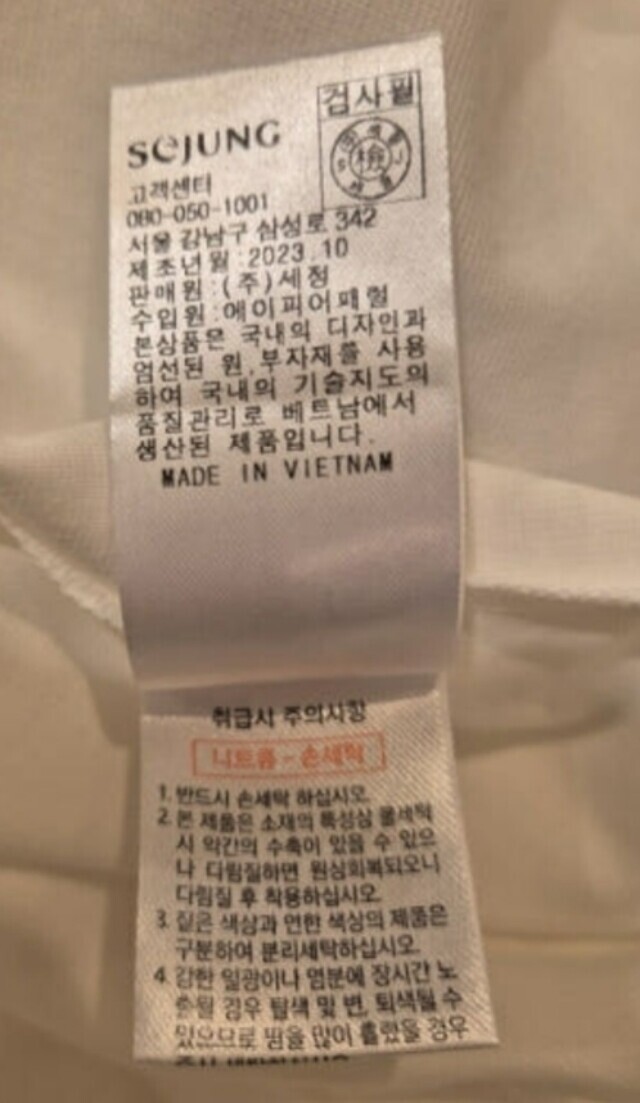 검사필
SEJUNG
檢
고객센터
080-050-1001
서울 강남구 삼성로 342
제조년월:2023.10
판매원:(주)세정
수입원:에이피어패럴
본상품은 국내의 디자인과
엄선된 원,부자재를 사용
하여 국내의 기술지도의
품질관리로 베트남에서
생산된 제품입니다.
MADE IN VIETNAM
취급시 주의사항
니트류-손세탁
1. 반드시 손세탁 하십시오.
2. 본 제품은 소재의 특성상 물세탁
시 약간의 수축이 있을 수 있으
나 다림질하면 원상회복되오니
다림질 후 착용하십시오.
3. 짙은 색상과 연한 색상의 제품은
구분하여 분리세탁하십시오.
4. 강한 일광이나 염분에 장시간 노
출될 경우 탈색 및 변, 퇴색될 수
있으므로 땀을 많이 흘렸을 경우